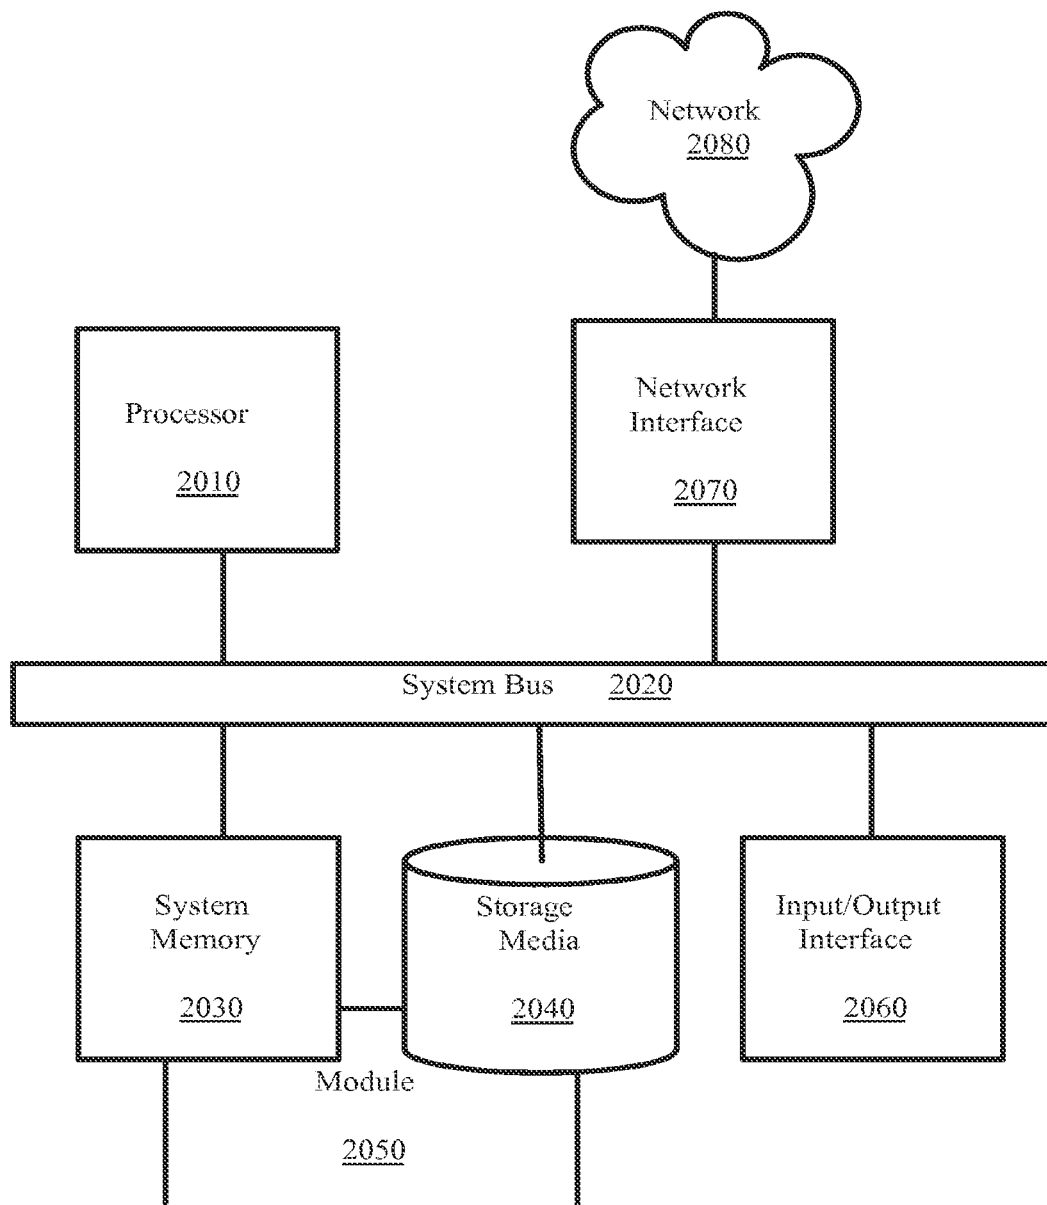 Network
2080
Processor
2010
Network
Interface
2070
System Bus 2020
System
Memory
2030
Storage
Media
2040
Input/Output
Interface
2060
Module
2050